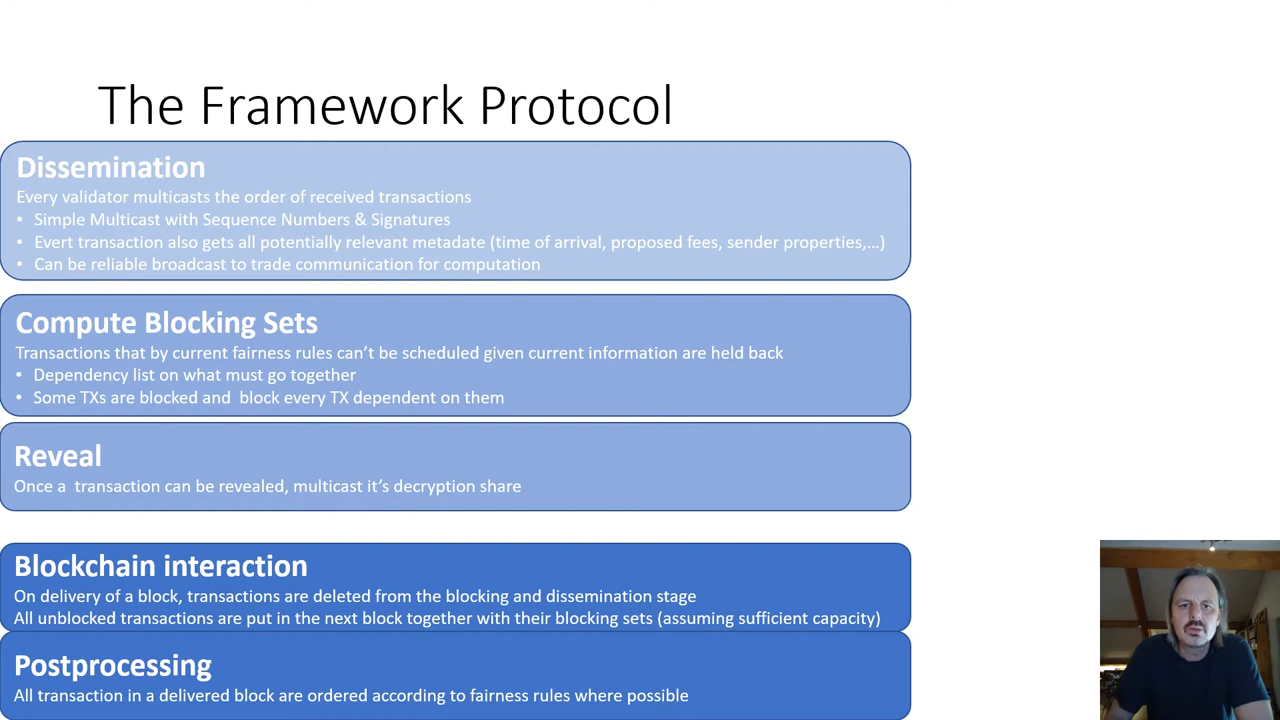 The Framework Protocol
Dissemination
Every validator multicasts the order of received transactions
• Simple Multicast with Sequence Numbers & Signatures
• Evert transaction also gets all potentially relevant metadate (time of arrival, proposed fees, sender properties,...)
• Can be reliable broadcast to trade communication for computation
Compute Blocking Sets
Transactions that by current fairness rules can't be scheduled given current information are held back
• Dependency list on what must go together
• Some TXs are blocked and  block every TX dependent on them
Reveal
Once a  transaction can be revealed, multicast it's decryption share
Blockchain interaction
On delivery of a block, transactions are deleted from the blocking and dissemination stage
All unblocked transactions are put in the next block together with their blocking sets (assuming sufficient capacity)
Postprocessing
All transaction in a delivered block are ordered according to fairness rules where possible